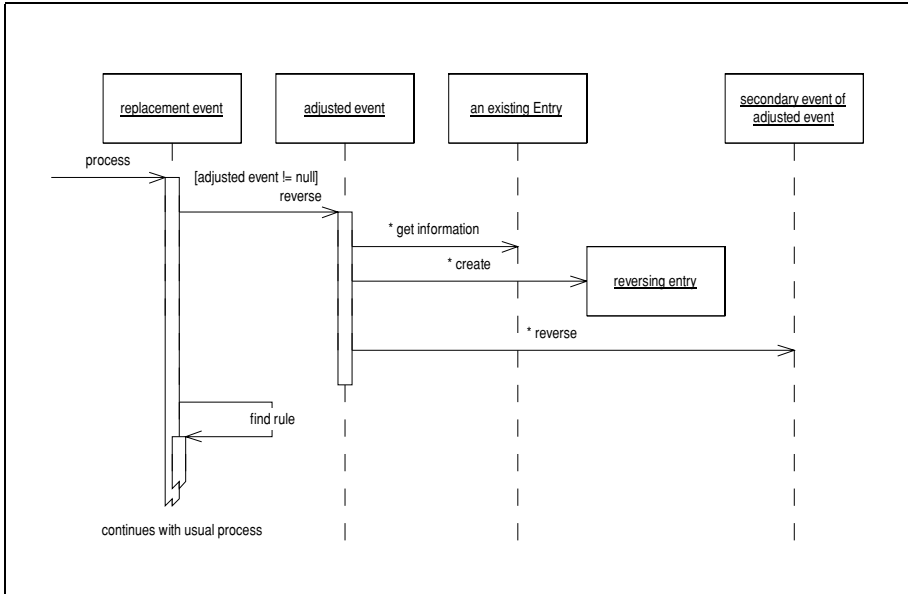 replacement event
adjusted event
an existing Entry
secondary event of
adjusted event
process
[adjusted event != null]
reverse
* get information
* create
reversing entry
* reverse
find rule
continues with usual process